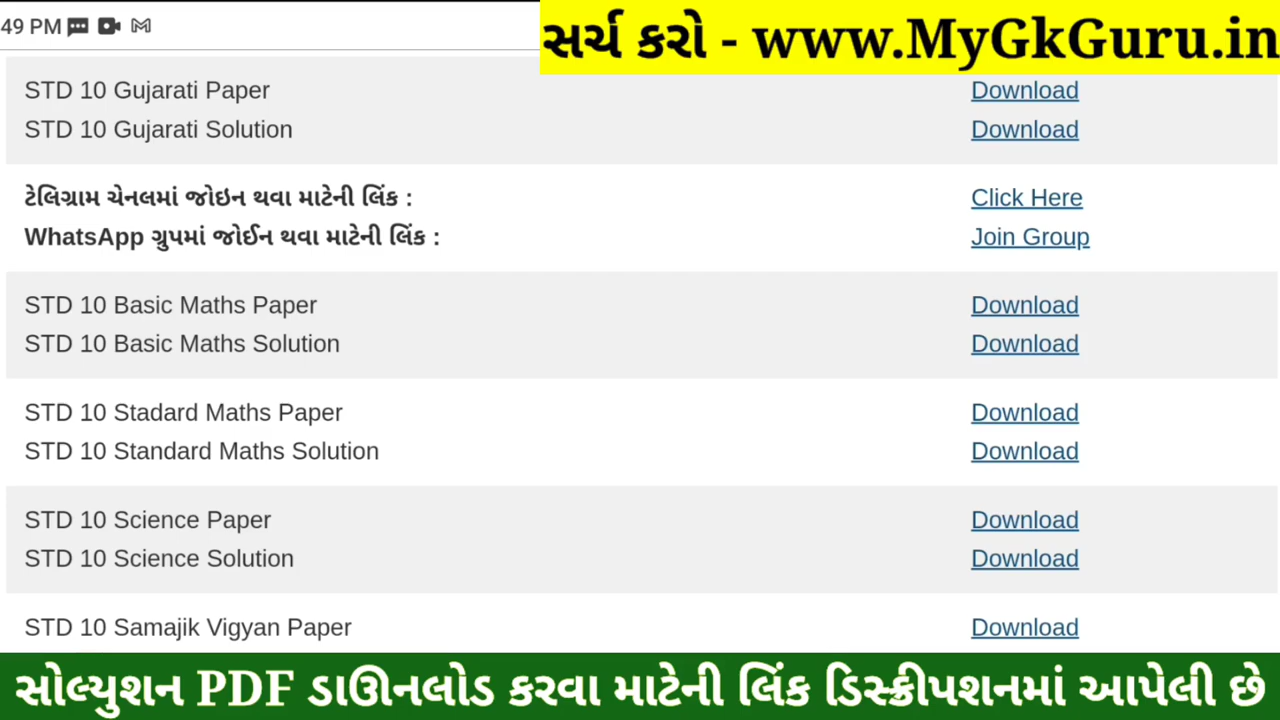 49 PM
સર્ચ કરો - www.MyGkGuru.in
STD 10 Gujarati Paper Download
STD 10 Gujarati Solution Download
ટેલિગ્રામ ચેનલમાં જોઇન થવા માટેની લિંક : Click Here
WhatsApp ગ્રુપમાં જોઈન થવા માટેની લિંક : Join Group
STD 10 Basic Maths Paper Download
STD 10 Basic Maths Solution Download
STD 10 Stadard Maths Paper Download
STD 10 Standard Maths Solution Download
STD 10 Science Paper Download
STD 10 Science Solution Download
STD 10 Samajik Vigyan Paper Download
સોલ્યુશન PDF ડાઊનલોડ કરવા માટેની લિંક ડિસ્ક્રીપશનમાં આપેલી છે